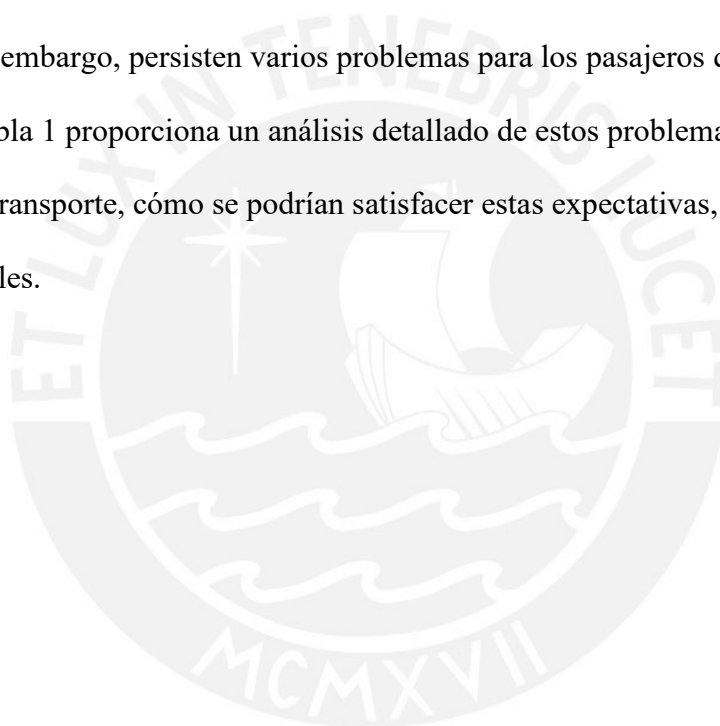 embargo, persisten varios problemas para los pasajeros
bla 1 proporciona un análisis detallado de estos problema
ransporte, cómo se podrían satisfacer estas expectativas,
les.
ET LUX IN TENEBRIS LUCET
MCMXVII